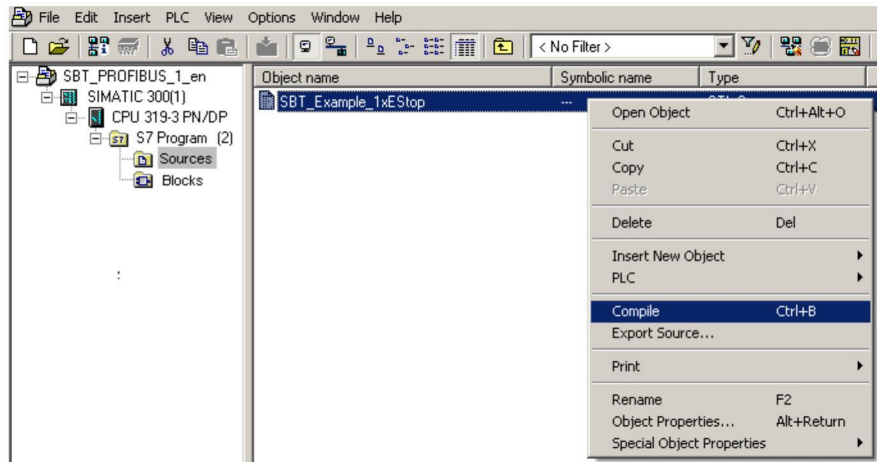 File Edit Insert PLC View Options Window Help
< No Filter >
SBT_PROFIBUS_1_en
SIMATIC 300(1)
CPU 319-3 PN/DP
S7 Program (2)
Sources
Blocks
Object name Symbolic name Type
SBT_Example_1xEStop ---
Open Object Ctrl+Alt+O
Cut Ctrl+X
Copy Ctrl+C
Paste Ctrl+V
Delete Del
Insert New Object
PLC
Compile Ctrl+B
Export Source...
Print
Rename F2
Object Properties... Alt+Return
Special Object Properties